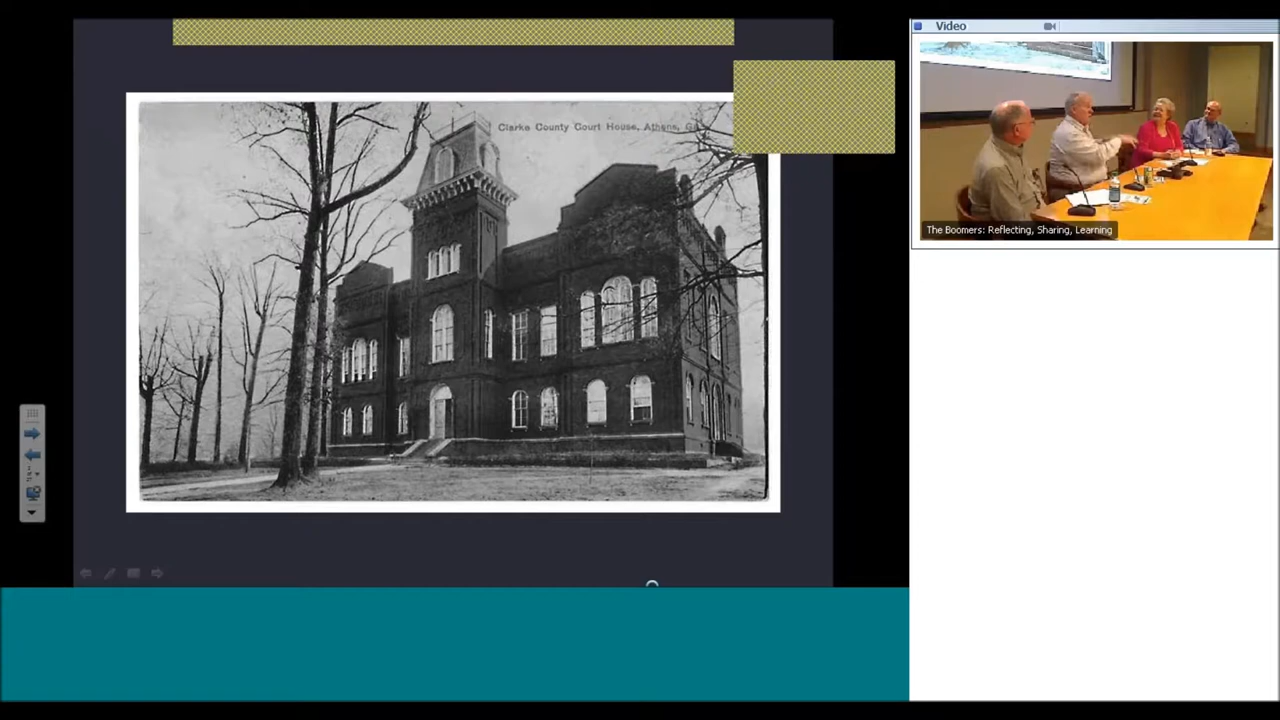 Video
Clarke County Court House, Athens, G
The Boomers: Reflecting, Sharing, Learning